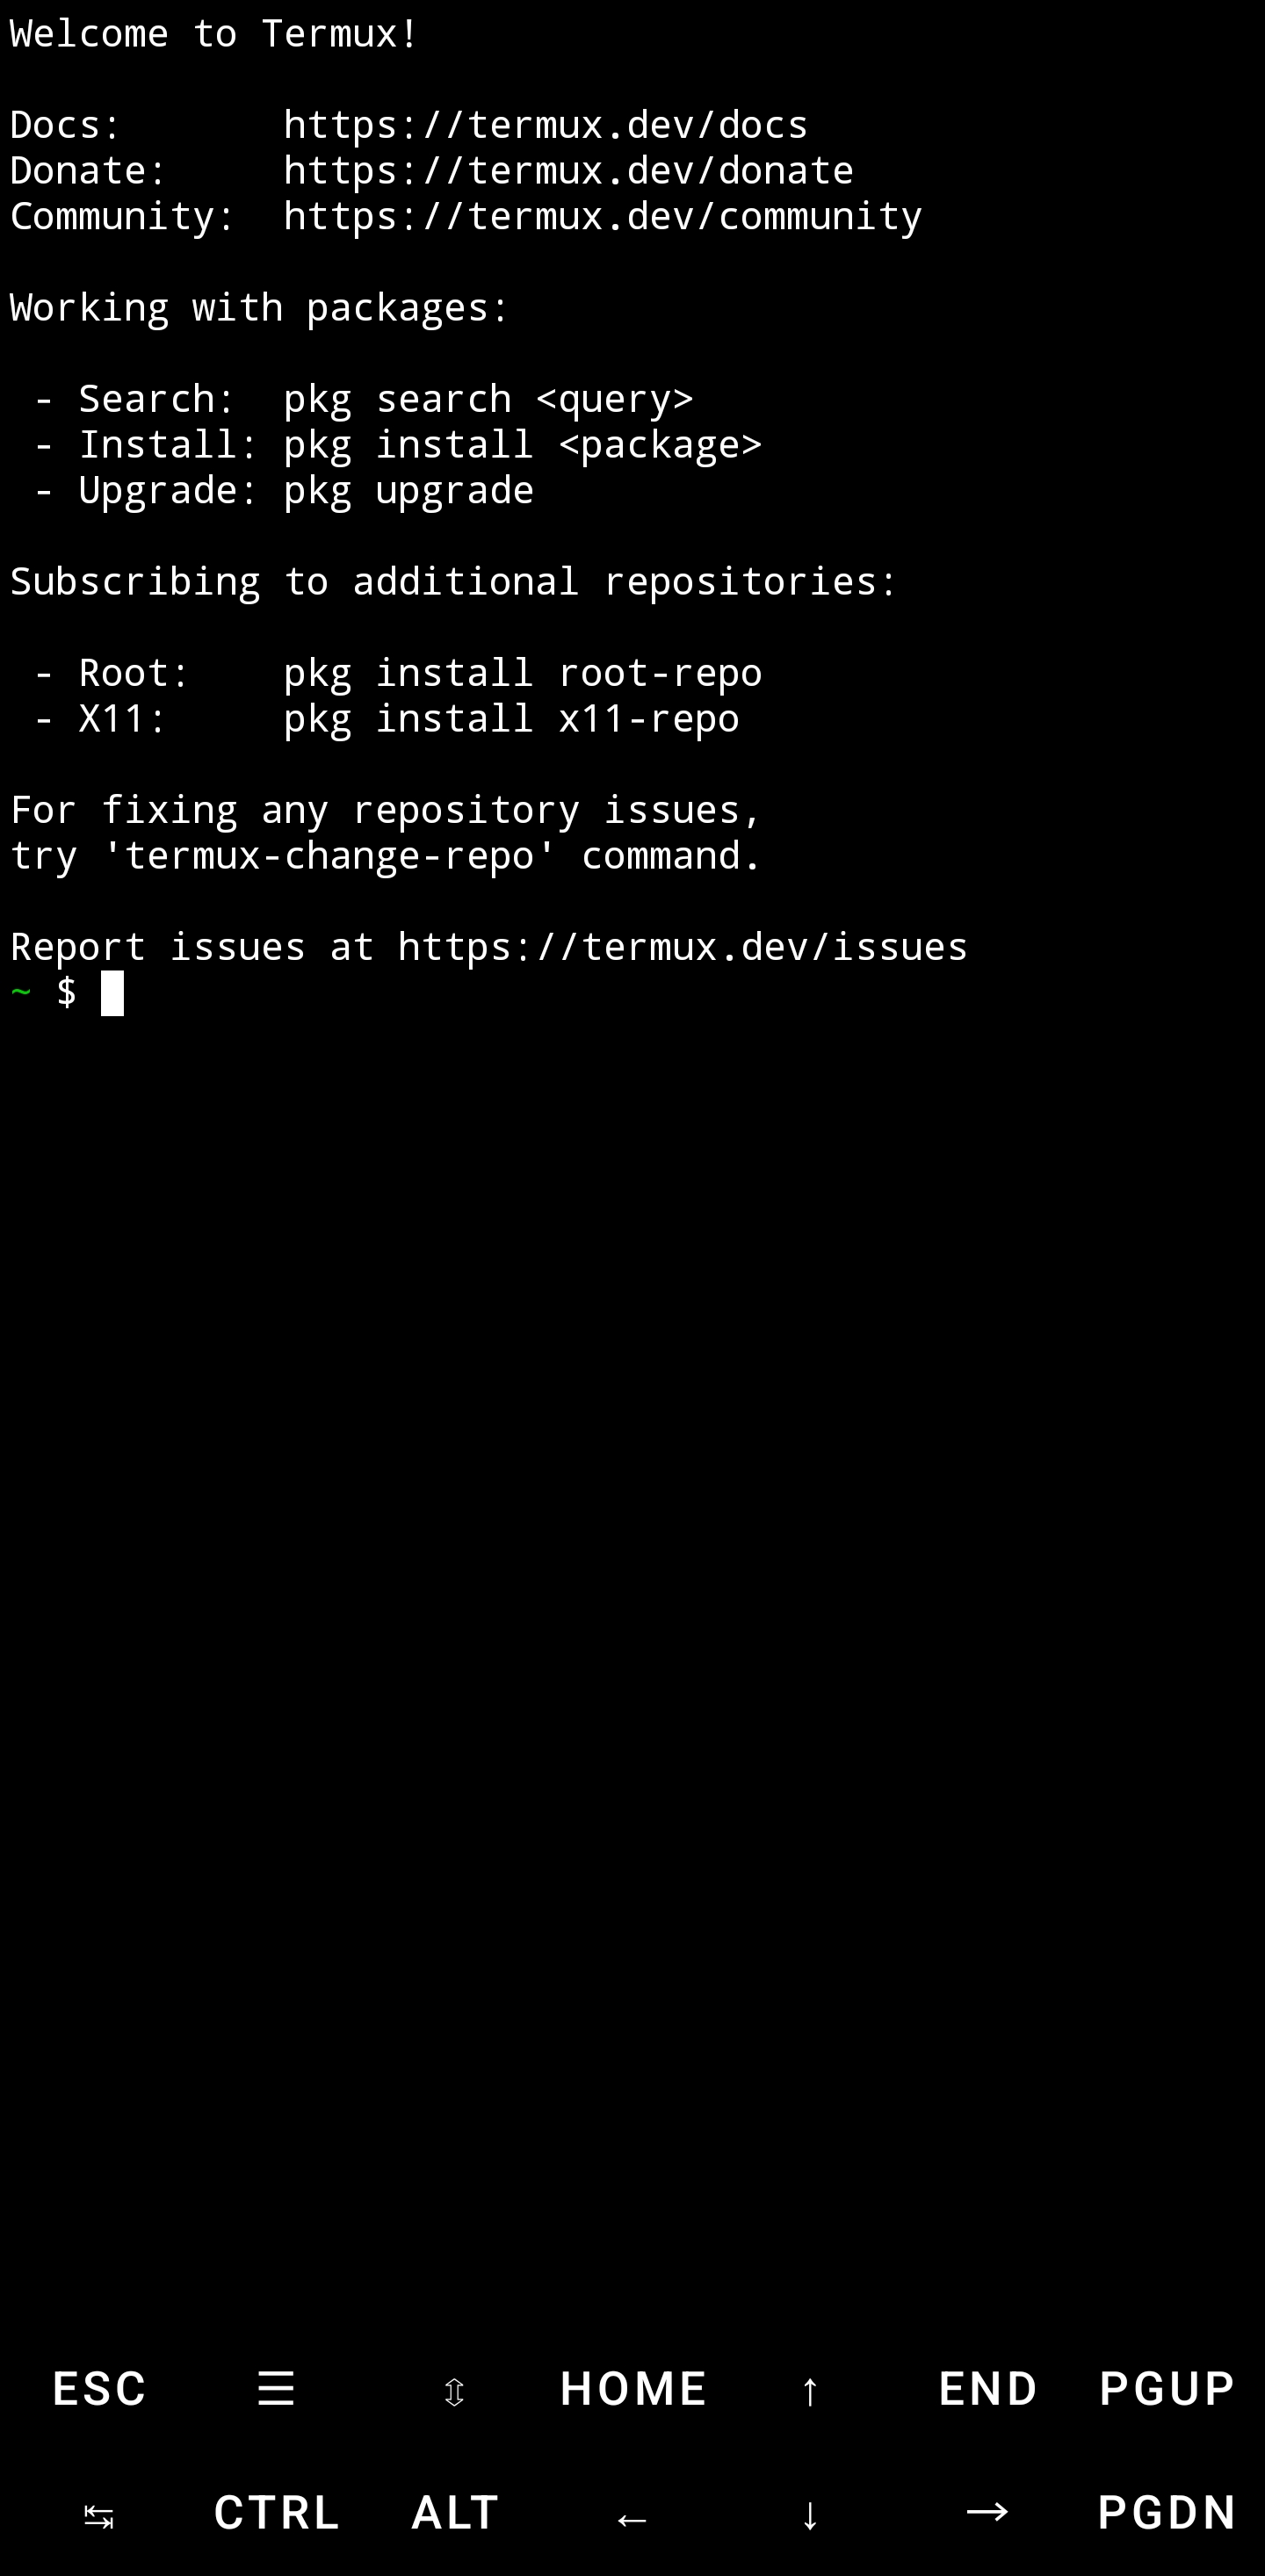 Welcome to Termux!
Docs:       https://termux.dev/docs
Donate:     https://termux.dev/donate
Community:  https://termux.dev/community
Working with packages:
 - Search:  pkg search <query>
 - Install: pkg install <package>
 - Upgrade: pkg upgrade
Subscribing to additional repositories:
 - Root:    pkg install root-repo
 - X11:     pkg install x11-repo
For fixing any repository issues,
try 'termux-change-repo' command.
Report issues at https://termux.dev/issues
~ $
ESC ☰ ⇳ HOME ↑ END PGUP
↹ CTRL ALT ← ↓ → PGDN